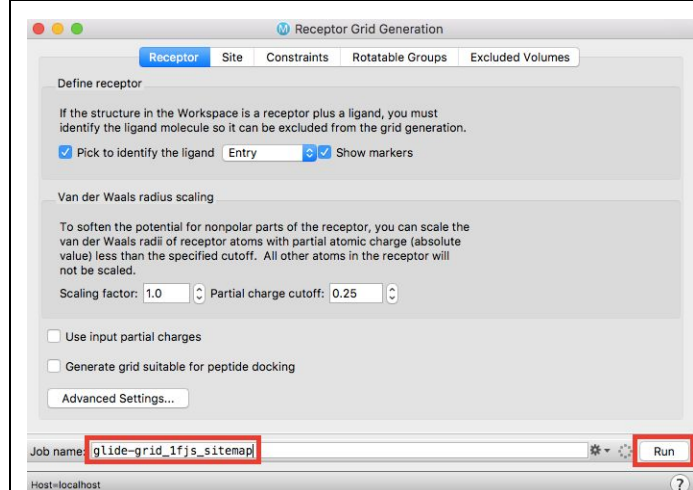 Receptor Grid Generation
Receptor Site Constraints Rotatable Groups Excluded Volumes
Define receptor
If the structure in the Workspace is a receptor plus a ligand, you must
identify the ligand molecule so it can be excluded from the grid generation.
Pick to identify the ligand Entry Show markers
Van der Waals radius scaling
To soften the potential for nonpolar parts of the receptor, you can scale the
van der Waals radii of receptor atoms with partial atomic charge (absolute
value) less than the specified cutoff. All other atoms in the receptor will
not be scaled.
Scaling factor: 1.0 Partial charge cutoff: 0.25
Use input partial charges
Generate grid suitable for peptide docking
Advanced Settings...
Job name: glide-grid_1fjs_sitemap Run
Host=localhost ?